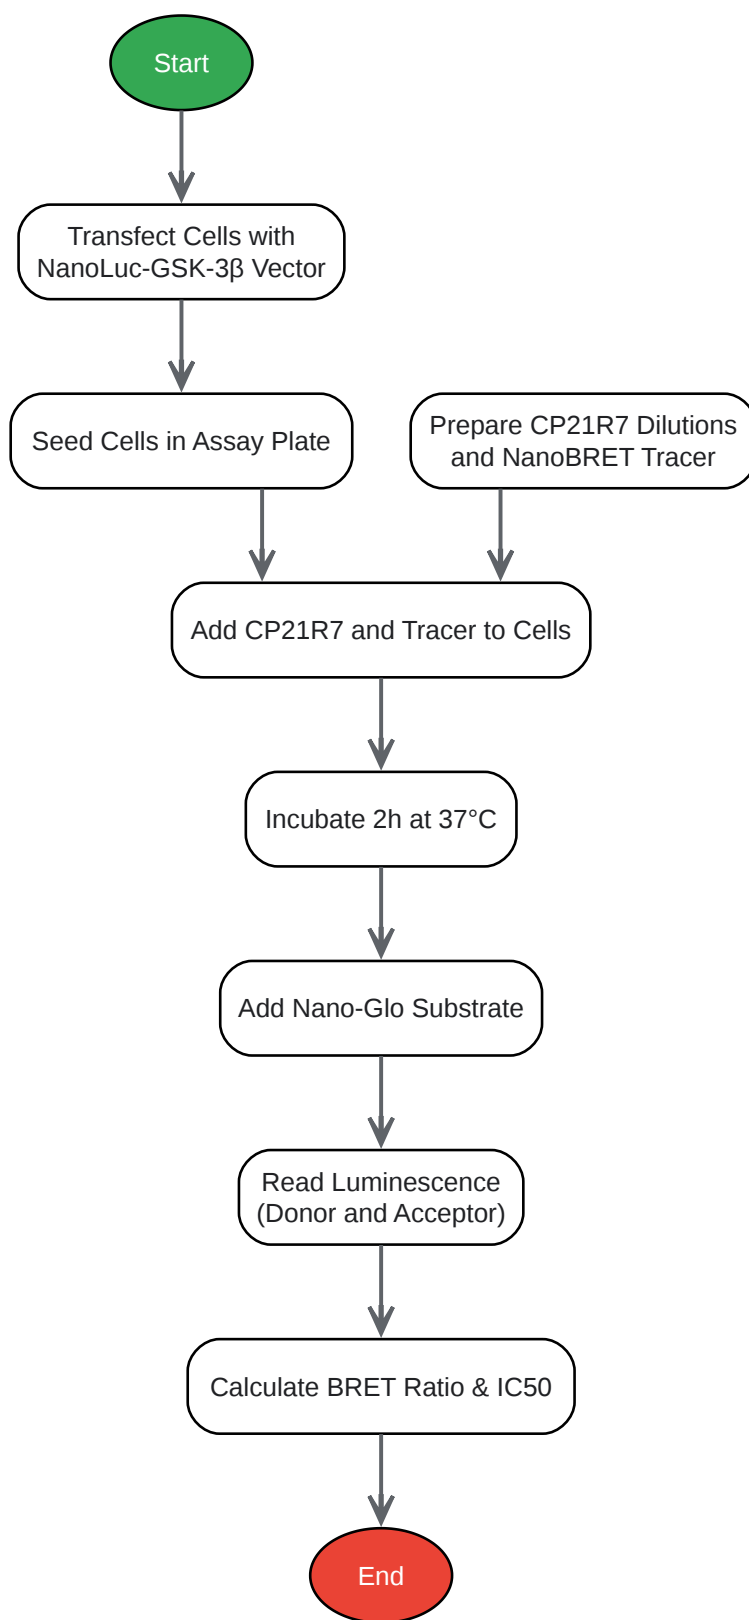 Start
Transfect Cells with
NanoLuc-GSK-3β Vector
Seed Cells in Assay Plate
Prepare CP21R7 Dilutions
and NanoBRET Tracer
Add CP21R7 and Tracer to Cells
Incubate 2h at 37°C
Add Nano-Glo Substrate
Read Luminescence
(Donor and Acceptor)
Calculate BRET Ratio & IC50
End